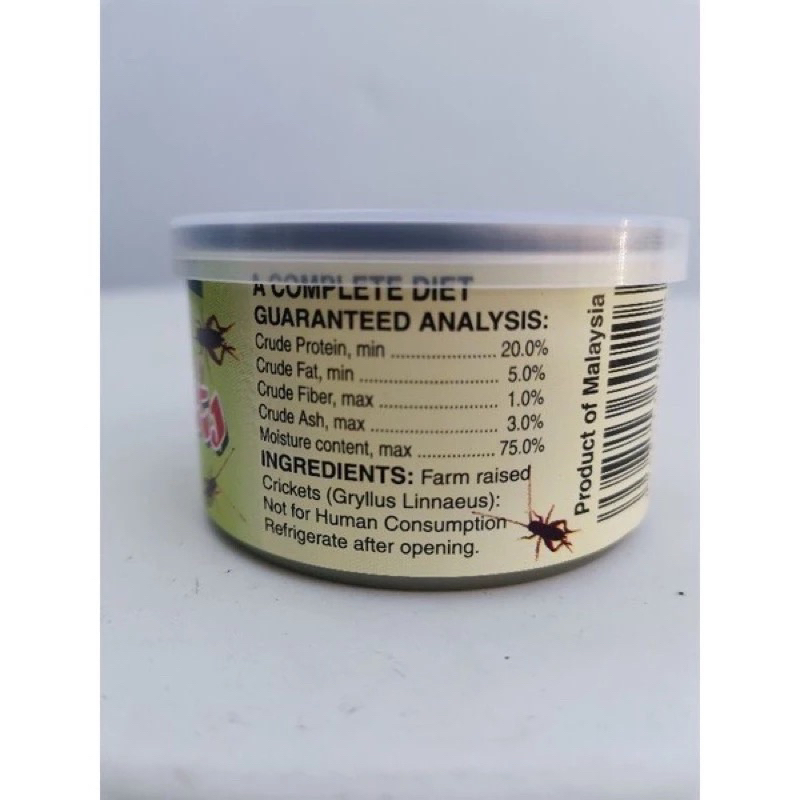 A COMPLETE DIET
GUARANTEED ANALYSIS:
Crude Protein, min ........................ 20.0%
Crude Fat, min ................................ 5.0%
Crude Fiber, max ............................ 1.0%
Crude Ash, max .............................. 3.0%
Moisture content, max .................. 75.0%
INGREDIENTS: Farm raised
Crickets (Gryllus Linnaeus):
Not for Human Consumption
Refrigerate after opening.
Product of Malaysia